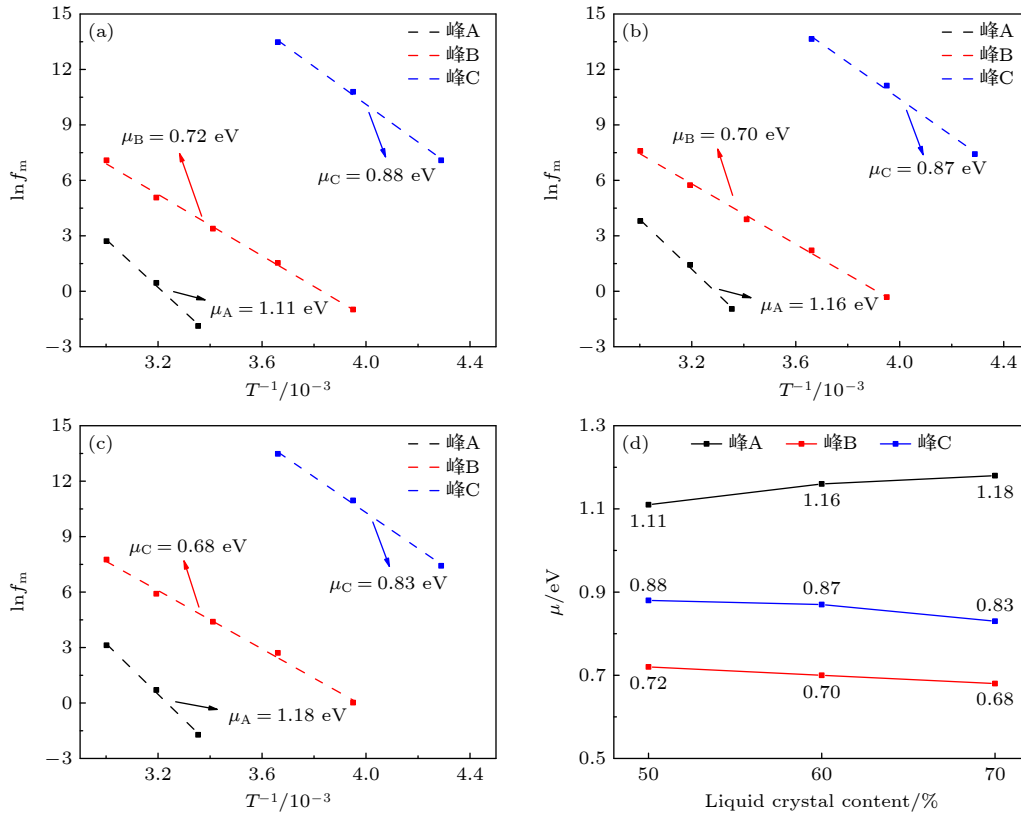 (a)
峰A
峰B
峰C
μB = 0.72 eV
μC = 0.88 eV
μA = 1.11 eV
15
12
9
6
3
0
−3
ln fm
3.2
3.6
4.0
4.4
T−1/10−3
(b)
峰A
峰B
峰C
μB = 0.70 eV
μC = 0.87 eV
μA = 1.16 eV
15
12
9
6
3
0
−3
ln fm
3.2
3.6
4.0
4.4
T−1/10−3
(c)
峰A
峰B
峰C
μC = 0.68 eV
μC = 0.83 eV
μA = 1.18 eV
15
12
9
6
3
0
−3
ln fm
3.2
3.6
4.0
4.4
T−1/10−3
(d)
峰A 峰B 峰C
1.11
1.16
1.18
0.88
0.87
0.83
0.72
0.70
0.68
1.3
1.1
0.9
0.7
0.5
μ/eV
50
60
70
Liquid crystal content/%